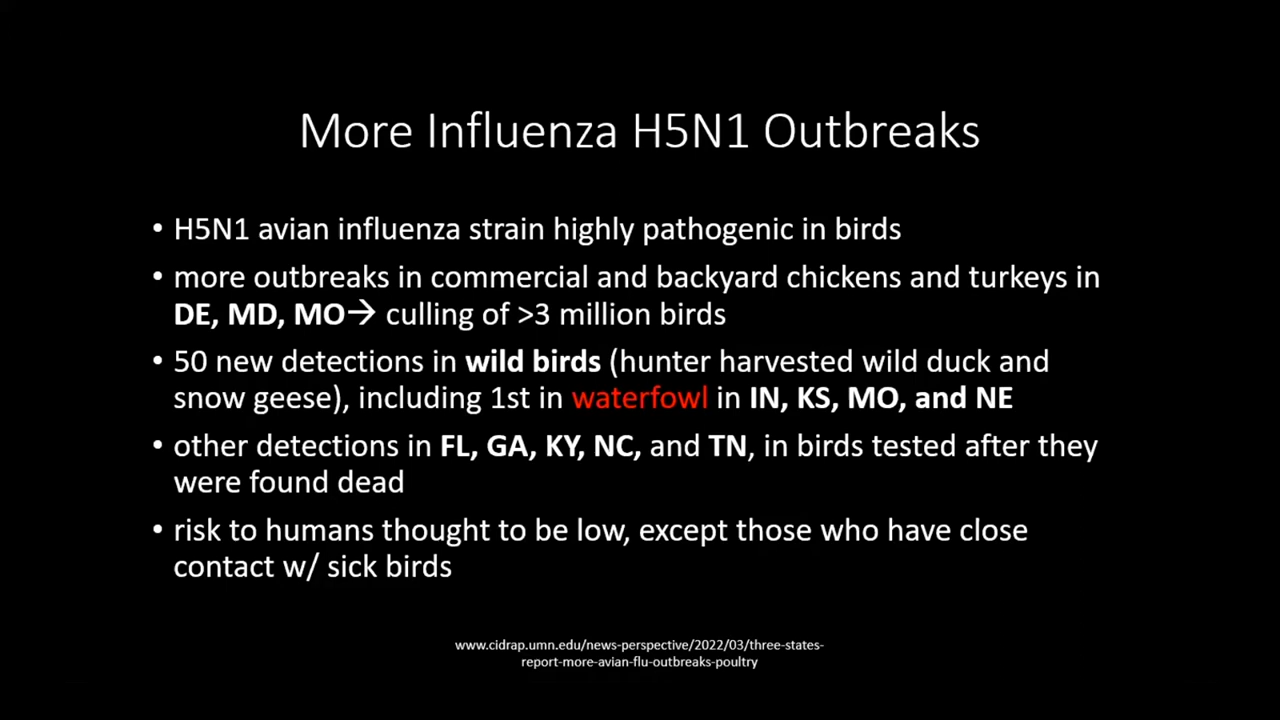 More Influenza H5N1 Outbreaks
• H5N1 avian influenza strain highly pathogenic in birds
• more outbreaks in commercial and backyard chickens and turkeys in
DE, MD, MO→ culling of >3 million birds
• 50 new detections in wild birds (hunter harvested wild duck and
snow geese), including 1st in waterfowl in IN, KS, MO, and NE
• other detections in FL, GA, KY, NC, and TN, in birds tested after they
were found dead
• risk to humans thought to be low, except those who have close
contact w/ sick birds
www.cidrap.umn.edu/news-perspective/2022/03/three-states-
report-more-avian-flu-outbreaks-poultry